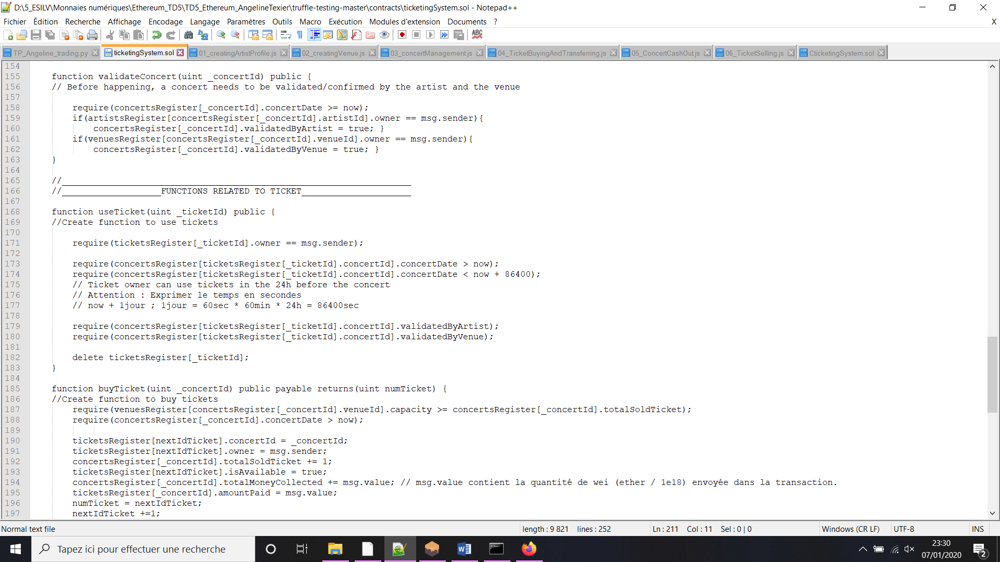 D:\5_ESILV\Monnaies numériques\Ethereum_TD5\TD5_Ethereum_AngelineTexier\truffle-testing-master\contracts\ticketingSystem.sol - Notepad++
Fichier Édition Recherche Affichage Encodage Langage Paramètres Outils Macro Exécution Modules d'extension Documents ? X
ABC
TP_Angeline_trading.py ticketingSystem.sol 01_creatingArtistProfile.js 02_creatingVenue.js 03_concertManagement.js 04_TicketBuyingAndTransferring.js 05_ConcertCashOut.js 06_TicketSelling.js CticketingSystem.sol
154
155 function validateConcert(uint _concertId) public {
156 // Before happening, a concert needs to be validated/confirmed by the artist and the venue
157
158 require(concertsRegister[_concertId].concertDate >= now);
159 if(artistsRegister[concertsRegister[_concertId].artistId].owner == msg.sender){
160 concertsRegister[_concertId].validatedByArtist = true; }
161 if(venuesRegister[concertsRegister[_concertId].venueId].owner == msg.sender){
162 concertsRegister[_concertId].validatedByVenue = true; }
163 }
164
165 //___________________________________________________________________
166 //___________________FUNCTIONS RELATED TO TICKET_____________________
167
168 function useTicket(uint _ticketId) public {
169 //Create function to use tickets
170
171 require(ticketsRegister[_ticketId].owner == msg.sender);
172
173 require(concertsRegister[ticketsRegister[_ticketId].concertId].concertDate > now);
174 require(concertsRegister[ticketsRegister[_ticketId].concertId].concertDate < now + 86400);
175 // Ticket owner can use tickets in the 24h before the concert
176 // Attention : Exprimer le temps en secondes
177 // now + 1jour ; 1jour = 60sec * 60min * 24h = 86400sec
178
179 require(concertsRegister[ticketsRegister[_ticketId].concertId].validatedByArtist);
180 require(concertsRegister[ticketsRegister[_ticketId].concertId].validatedByVenue);
181
182 delete ticketsRegister[_ticketId];
183 }
184
185 function buyTicket(uint _concertId) public payable returns(uint numTicket) {
186 //Create function to buy tickets
187 require(venuesRegister[concertsRegister[_concertId].venueId].capacity >= concertsRegister[_concertId].totalSoldTicket);
188 require(concertsRegister[_concertId].concertDate > now);
189
190 ticketsRegister[nextIdTicket].concertId = _concertId;
191 ticketsRegister[nextIdTicket].owner = msg.sender;
192 concertsRegister[_concertId].totalSoldTicket += 1;
193 ticketsRegister[nextIdTicket].isAvailable = true;
194 concertsRegister[_concertId].totalMoneyCollected += msg.value; // msg.value contient la quantité de wei (ether / 1e18) envoyée dans la transaction.
195 ticketsRegister[_concertId].amountPaid = msg.value;
196 numTicket = nextIdTicket;
197 nextIdTicket +=1;
Normal text file length : 9 821 lines : 252 Ln : 211 Col : 11 Sel : 0 | 0 Windows (CR LF) UTF-8 INS
Tapez ici pour effectuer une recherche
23:30
07/01/2020
2